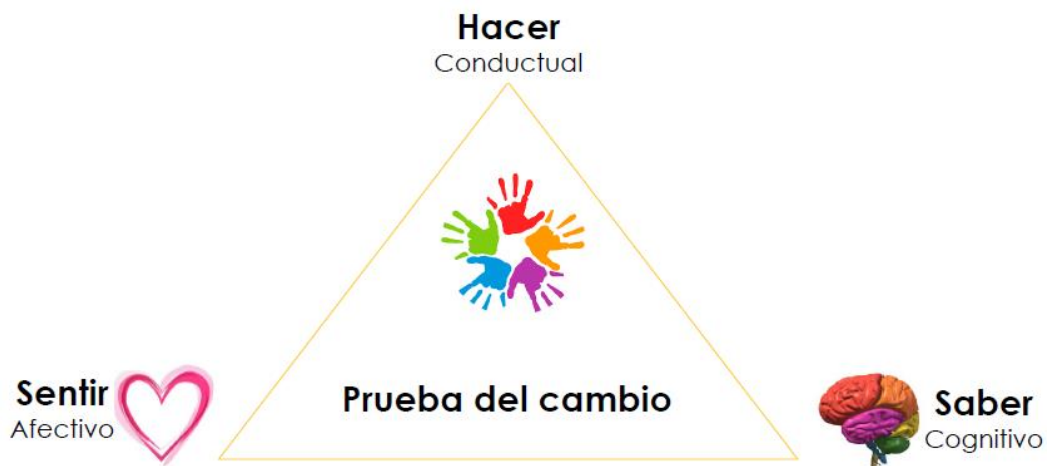 Hacer
Conductual
Sentir
Afectivo
Prueba del cambio
Saber
Cognitivo